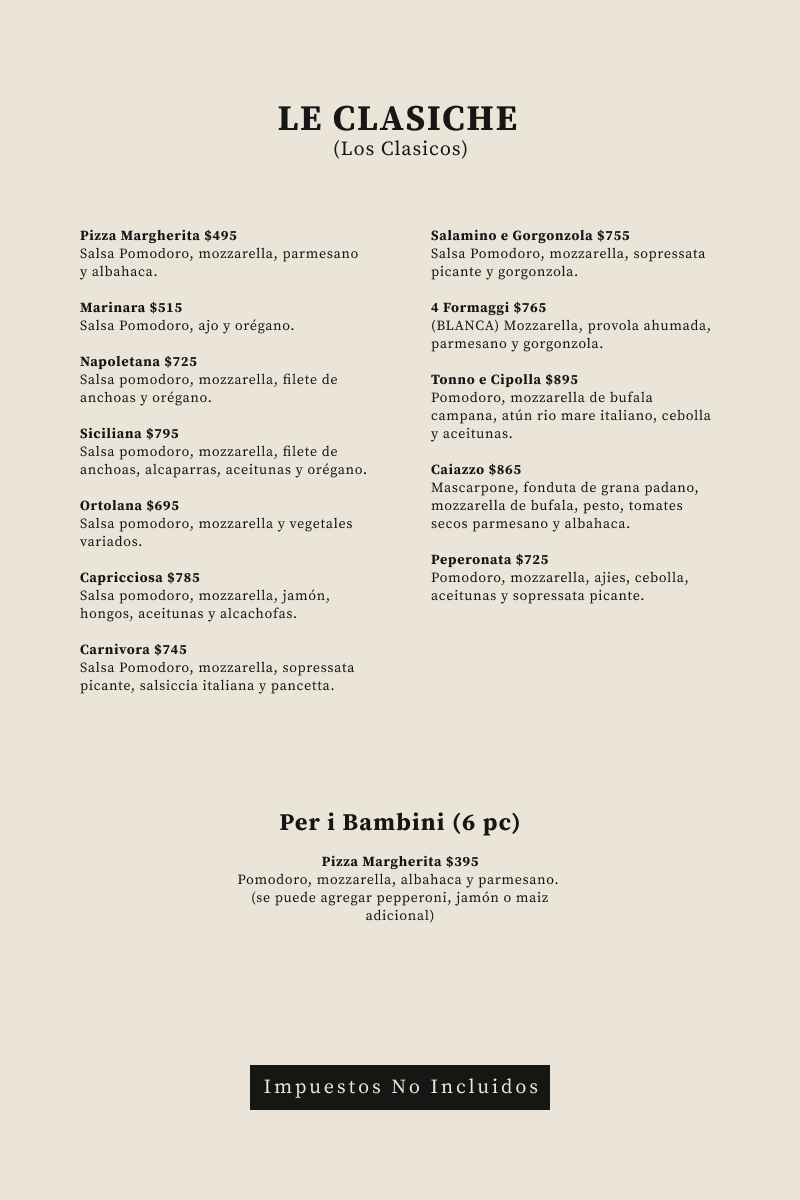 LE CLASICHE
(Los Clasicos)
Pizza Margherita $495
Salsa Pomodoro, mozzarella, parmesano
y albahaca.
Marinara $515
Salsa Pomodoro, ajo y orégano.
Napoletana $725
Salsa pomodoro, mozzarella, filete de
anchoas y orégano.
Siciliana $795
Salsa pomodoro, mozzarella, filete de
anchoas, alcaparras, aceitunas y orégano.
Ortolana $695
Salsa pomodoro, mozzarella y vegetales
variados.
Capricciosa $785
Salsa pomodoro, mozzarella, jamón,
hongos, aceitunas y alcachofas.
Carnivora $745
Salsa Pomodoro, mozzarella, sopressata
picante, salsiccia italiana y pancetta.
Salamino e Gorgonzola $755
Salsa Pomodoro, mozzarella, sopressata
picante y gorgonzola.
4 Formaggi $765
(BLANCA) Mozzarella, provola ahumada,
parmesano y gorgonzola.
Tonno e Cipolla $895
Pomodoro, mozzarella de bufala
campana, atún rio mare italiano, cebolla
y aceitunas.
Caiazzo $865
Mascarpone, fonduta de grana padano,
mozzarella de bufala, pesto, tomates
secos parmesano y albahaca.
Peperonata $725
Pomodoro, mozzarella, ajies, cebolla,
aceitunas y sopressata picante.
Per i Bambini (6 pc)
Pizza Margherita $395
Pomodoro, mozzarella, albahaca y parmesano.
(se puede agregar pepperoni, jamón o maiz
adicional)
Impuestos No Incluidos